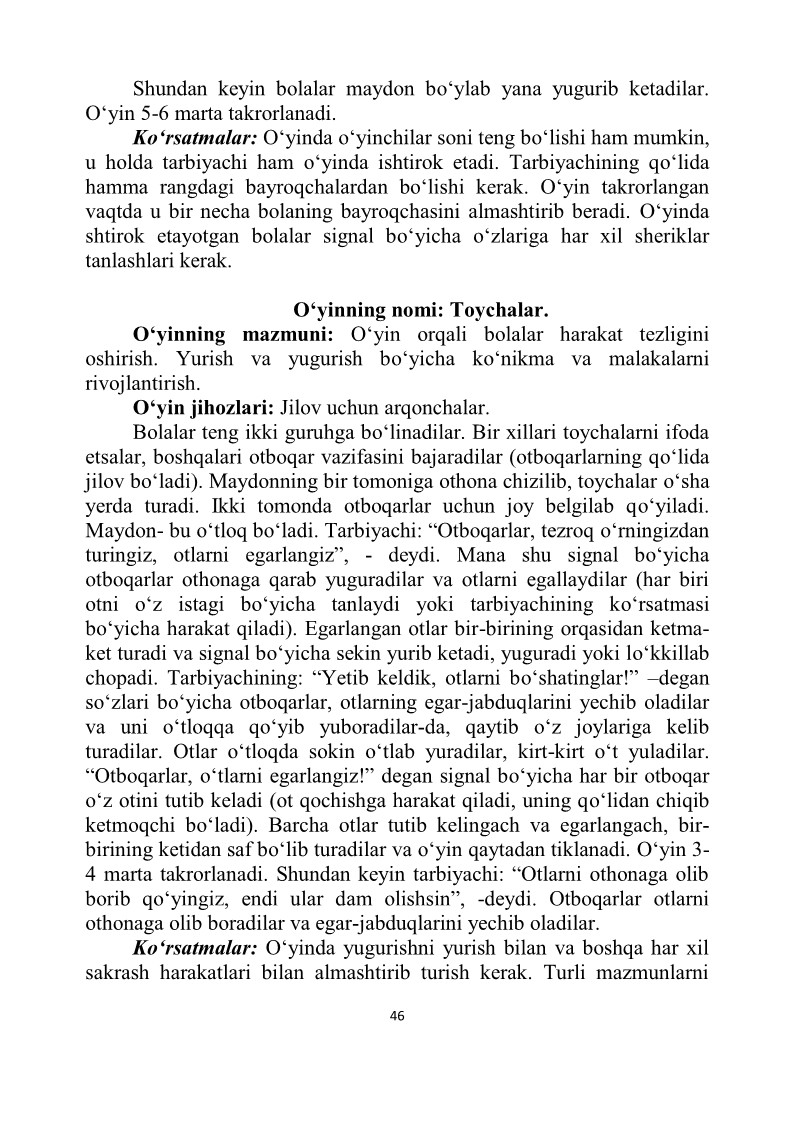 Shundan keyin bolalar maydon bo‘ylab yana yugurib ketadilar.
O‘yin 5-6 marta takrorlanadi.
Ko‘rsatmalar: O‘yinda o‘yinchilar soni teng bo‘lishi ham mumkin,
u holda tarbiyachi ham o‘yinda ishtirok etadi. Tarbiyachining qo‘lida
hamma rangdagi bayroqchalardan bo‘lishi kerak. O‘yin takrorlangan
vaqtda u bir necha bolaning bayroqchasini almashtirib beradi. O‘yinda
shtirok etayotgan bolalar signal bo‘yicha o‘zlariga har xil sheriklar
tanlashlari kerak.
O‘yinning nomi: Toychalar.
O‘yinning mazmuni: O‘yin orqali bolalar harakat tezligini
oshirish. Yurish va yugurish bo‘yicha ko‘nikma va malakalarni
rivojlantirish.
O‘yin jihozlari: Jilov uchun arqonchalar.
Bolalar teng ikki guruhga bo‘linadilar. Bir xillari toychalarni ifoda
etsalar, boshqalari otboqar vazifasini bajaradilar (otboqarlarning qo‘lida
jilov bo‘ladi). Maydonning bir tomoniga othona chizilib, toychalar o‘sha
yerda turadi. Ikki tomonda otboqarlar uchun joy belgilab qo‘yiladi.
Maydon- bu o‘tloq bo‘ladi. Tarbiyachi: “Otboqarlar, tezroq o‘rningizdan
turingiz, otlarni egarlangiz”, - deydi. Mana shu signal bo‘yicha
otboqarlar othonaga qarab yuguradilar va otlarni egallaydilar (har biri
otni o‘z istagi bo‘yicha tanlaydi yoki tarbiyachining ko‘rsatmasi
bo‘yicha harakat qiladi). Egarlangan otlar bir-birining orqasidan ketma-
ket turadi va signal bo‘yicha sekin yurib ketadi, yuguradi yoki lo‘kkillab
chopadi. Tarbiyachining: “Yetib keldik, otlarni bo‘shatinglar!” –degan
so‘zlari bo‘yicha otboqarlar, otlarning egar-jabduqlarini yechib oladilar
va uni o‘tloqqa qo‘yib yuboradilar-da, qaytib o‘z joylariga kelib
turadilar. Otlar o‘tloqda sokin o‘tlab yuradilar, kirt-kirt o‘t yuladilar.
“Otboqarlar, o‘tlarni egarlangiz!” degan signal bo‘yicha har bir otboqar
o‘z otini tutib keladi (ot qochishga harakat qiladi, uning qo‘lidan chiqib
ketmoqchi bo‘ladi). Barcha otlar tutib kelingach va egarlangach, bir-
birining ketidan saf bo‘lib turadilar va o‘yin qaytadan tiklanadi. O‘yin 3-
4 marta takrorlanadi. Shundan keyin tarbiyachi: “Otlarni othonaga olib
borib qo‘yingiz, endi ular dam olishsin”, -deydi. Otboqarlar otlarni
othonaga olib boradilar va egar-jabduqlarini yechib oladilar.
Ko‘rsatmalar: O‘yinda yugurishni yurish bilan va boshqa har xil
sakrash harakatlari bilan almashtirib turish kerak. Turli mazmunlarni
46